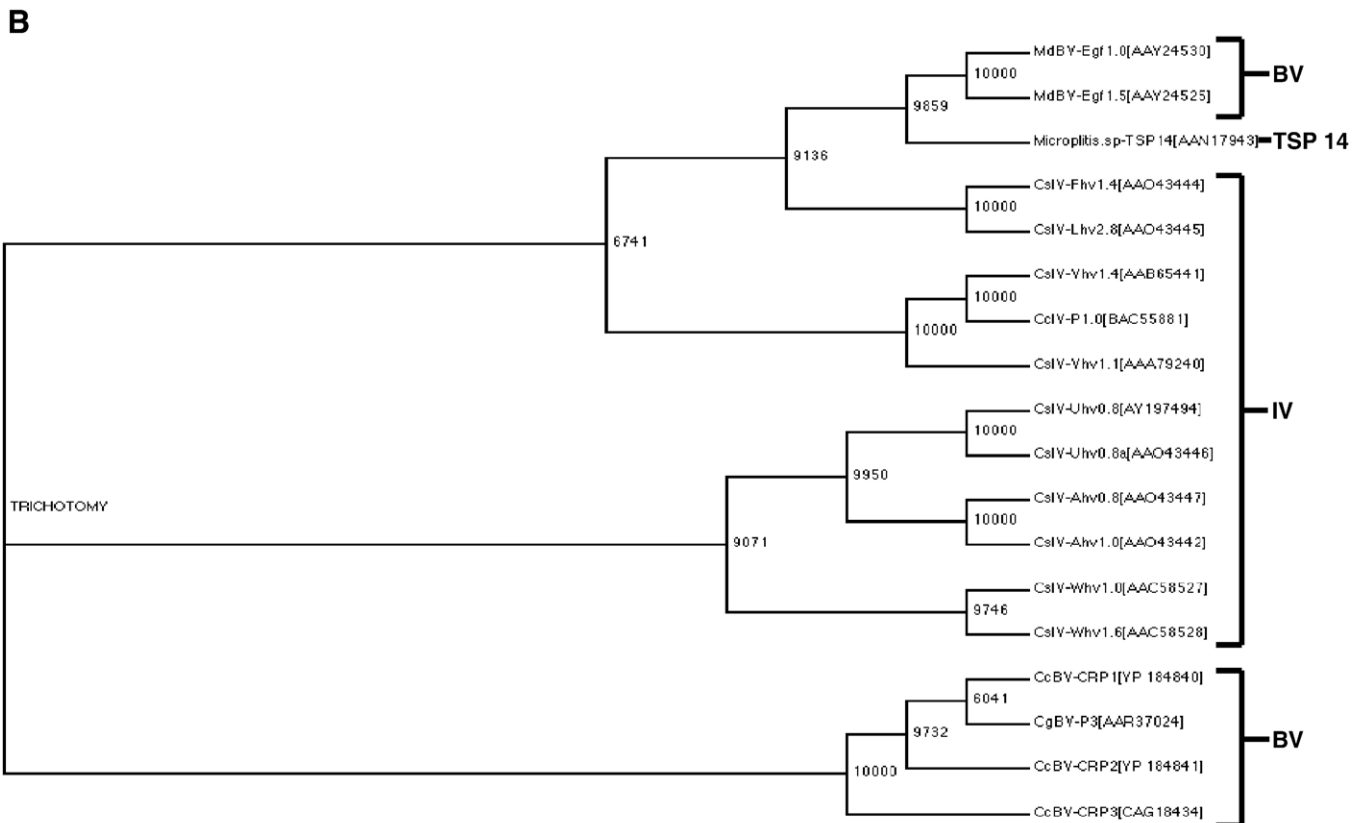 B
MdBV-Egf1.0[AAY24530]
10000
BV
MdBV-Egf1.5[AAY24525]
9859
Microplitis.sp-TSP14[AAN17943]
TSP 14
9136
CsIV-Fhv1.4[AAO43444]
10000
CsIV-Lhv2.8[AAO43445]
6741
CsIV-Vhv1.4[AAB65441]
10000
CcIV-P1.0[BAC55881]
10000
CsIV-Vhv1.1[AAA79240]
CsIV-Uhv0.8[AY197494]
IV
10000
CsIV-Uhv0.8a[AAO43446]
9950
CsIV-Ahv0.8[AAO43447]
TRICHOTOMY
10000
CsIV-Ahv1.0[AAO43442]
9071
CsIV-Whv1.0[AAC58527]
9746
CsIV-Whv1.6[AAC58528]
CcBV-CRP1[YP 184840]
6041
CgBV-P3[AAR37024]
9732
BV
CcBV-CRP2[YP 184841]
10000
CcBV-CRP3[CAG18434]